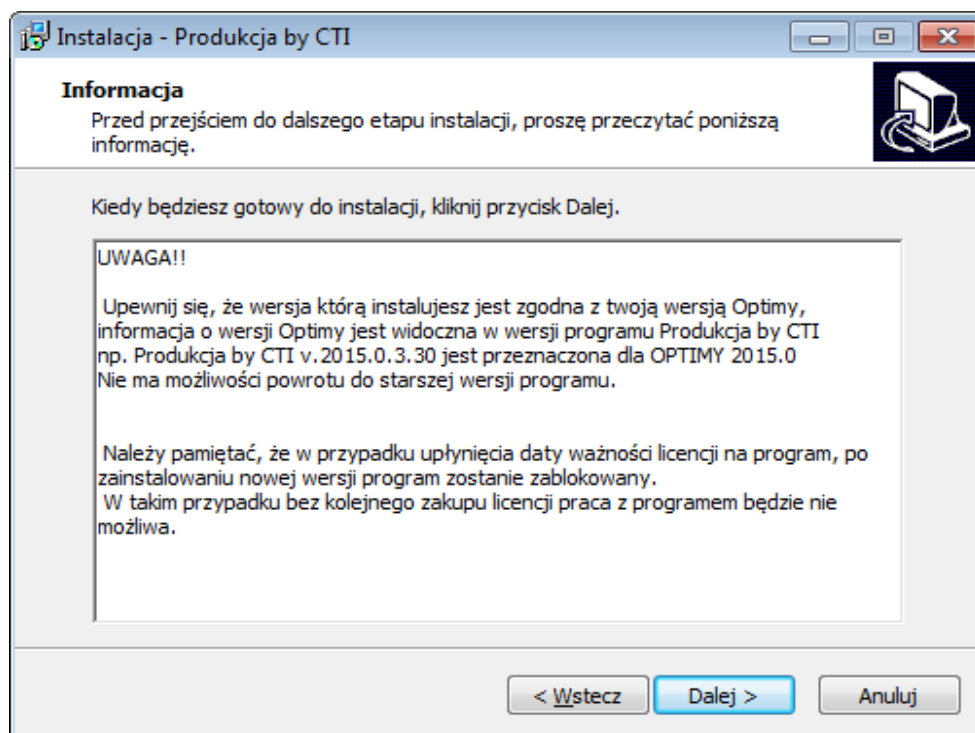 Instalacja - Produkcja by CTI
Informacja
Przed przejściem do dalszego etapu instalacji, proszę przeczytać poniższą
informację.
Kiedy będziesz gotowy do instalacji, kliknij przycisk Dalej.
UWAGA!!
Upewnij się, że wersja którą instalujesz jest zgodna z twoją wersją Optimy,
informacja o wersji Optimy jest widoczna w wersji programu Produkcja by CTI
np. Produkcja by CTI v.2015.0.3.30 jest przeznaczona dla OPTIMY 2015.0
Nie ma możliwości powrotu do starszej wersji programu.
Należy pamiętać, że w przypadku upłynięcia daty ważności licencji na program, po
zainstalowaniu nowej wersji program zostanie zablokowany.
W takim przypadku bez kolejnego zakupu licencji praca z programem będzie nie
możliwa.
< Wstecz
Dalej >
Anuluj